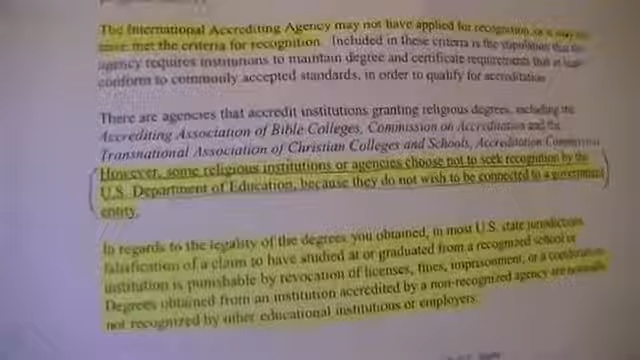 The International Accrediting Agency may not have applied for recognition, or it may
have met the criteria for recognition. Included in these criteria is the stipulation that the
agency requires institutions to maintain degree and certificate requirements that at least
conform to commonly accepted standards, in order to qualify for accreditation
There are agencies that accredit institutions granting religious degrees, including the
Accrediting Association of Bible Colleges, Commission on Accreditation and the
Transnational Association of Christian Colleges and Schools, Accreditation Commission
However, some religious institutions or agencies choose not to seek recognition by the
U.S. Department of Education, because they do not wish to be connected to a government
entity.
In regards to the legality of the degrees you obtained, in most U.S. state jurisdictions
falsification of a claim to have studied at or graduated from a recognized school or
institution is punishable by revocation of licenses, fines, imprisonment, or a combination
Degrees obtained from an institution accredited by a non-recognized agency are normally
not recognized by other educational institutions or employers.